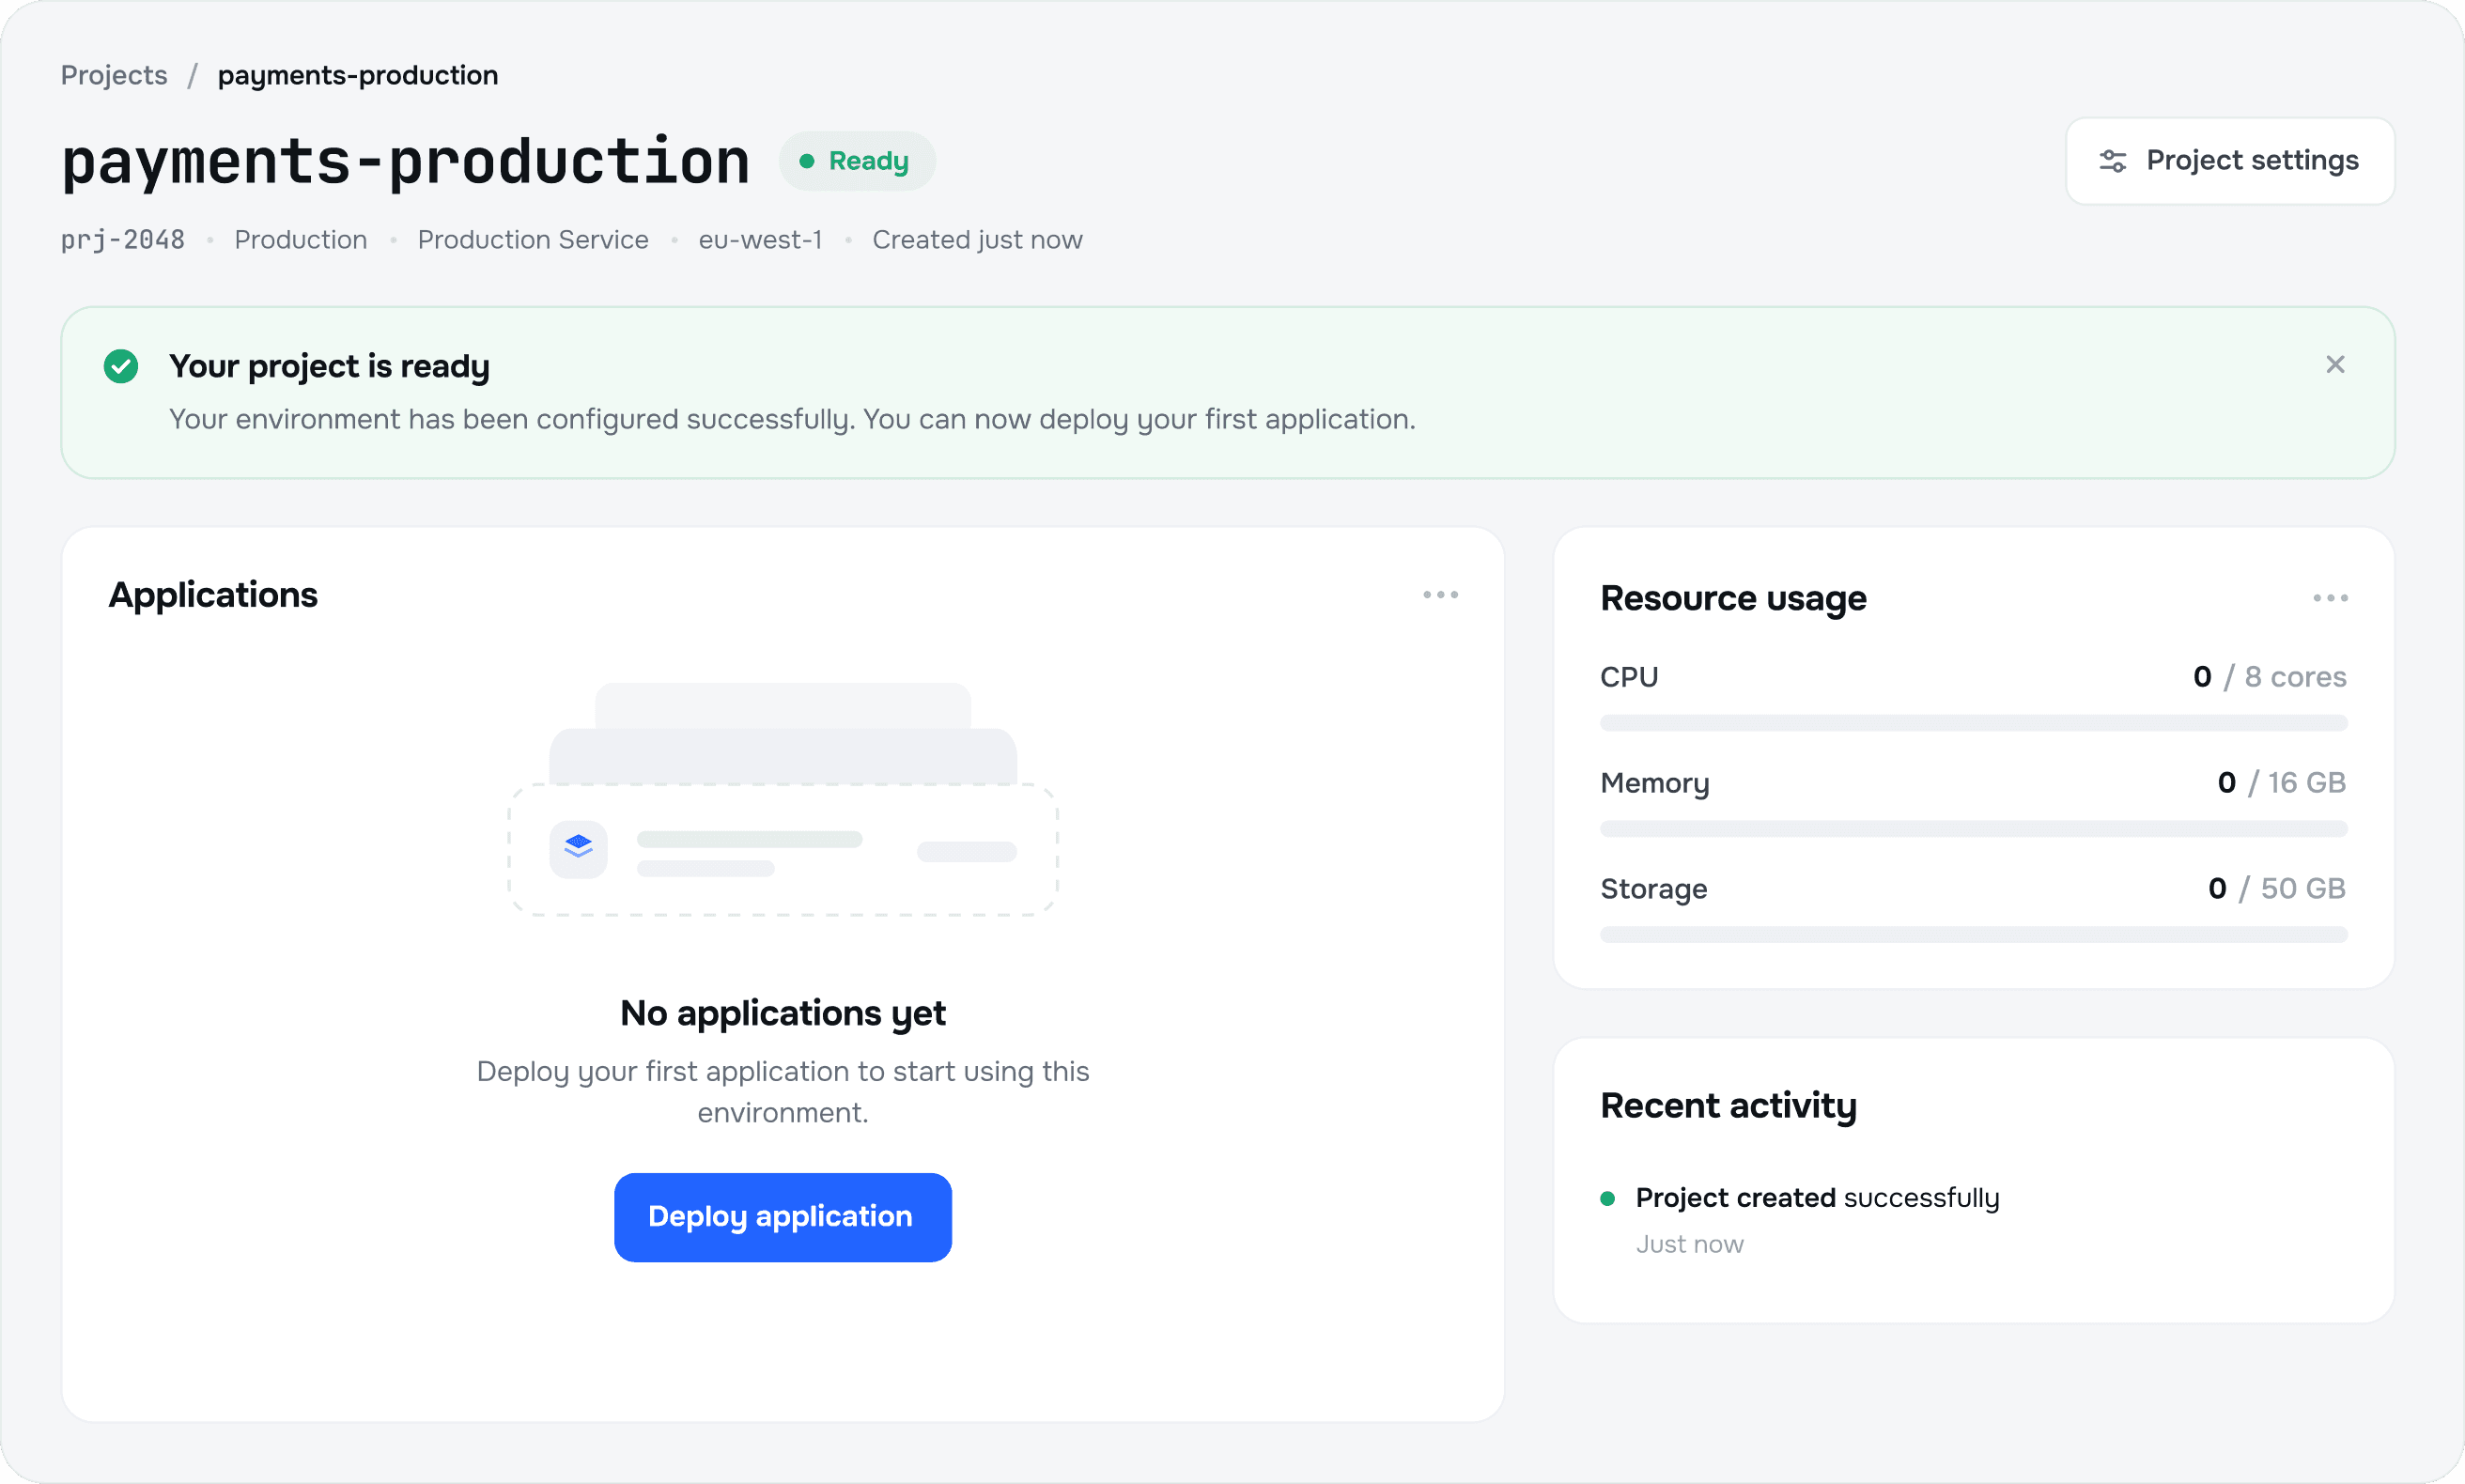 Projects / payments-production
payments-production
Ready
Project settings
prj-2048 • Production • Production Service • eu-west-1 • Created just now
Your project is ready
Your environment has been configured successfully. You can now deploy your first application.
Applications
No applications yet
Deploy your first application to start using this
environment.
Deploy application
Resource usage
CPU 0 / 8 cores
Memory 0 / 16 GB
Storage 0 / 50 GB
Recent activity
Project created successfully
Just now